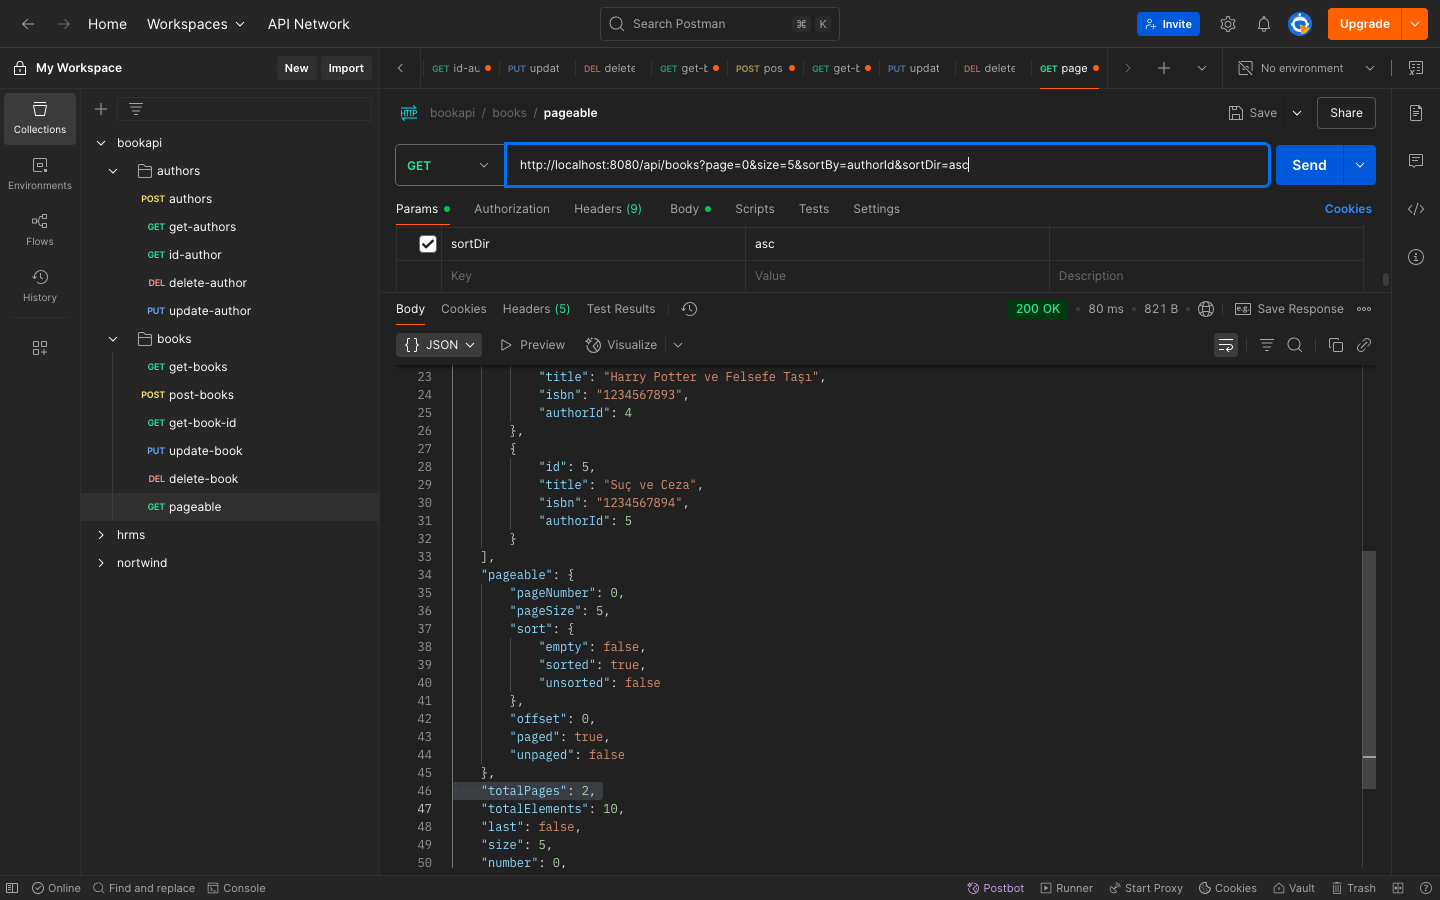 Home
Workspaces
API Network
Search Postman
⌘ K
Invite
Upgrade
My Workspace
New
Import
GET id-au
PUT updat
DEL delete
GET get-b
POST pos
GET get-b
PUT updat
DEL delete
GET page
No environment
Collections
Environments
Flows
History
bookapi
authors
POST authors
GET get-authors
GET id-author
DEL delete-author
PUT update-author
books
GET get-books
POST post-books
GET get-book-id
PUT update-book
DEL delete-book
GET pageable
hrms
nortwind
HTTP bookapi / books / pageable
Save
Share
GET
http://localhost:8080/api/books?page=0&size=5&sortBy=authorId&sortDir=asc
Send
Params
Authorization
Headers (9)
Body
Scripts
Tests
Settings
Cookies
sortDir asc
Key Value Description
Body
Cookies
Headers (5)
Test Results
200 OK
80 ms
821 B
e.g. Save Response
{} JSON
Preview
Visualize
23 "title": "Harry Potter ve Felsefe Taşı",
24 "isbn": "1234567893",
25 "authorId": 4
26 },
27 {
28 "id": 5,
29 "title": "Suç ve Ceza",
30 "isbn": "1234567894",
31 "authorId": 5
32 }
33 ],
34 "pageable": {
35 "pageNumber": 0,
36 "pageSize": 5,
37 "sort": {
38 "empty": false,
39 "sorted": true,
40 "unsorted": false
41 },
42 "offset": 0,
43 "paged": true,
44 "unpaged": false
45 },
46 "totalPages": 2,
47 "totalElements": 10,
48 "last": false,
49 "size": 5,
50 "number": 0,
Online
Find and replace
Console
Postbot
Runner
Start Proxy
Cookies
Vault
Trash